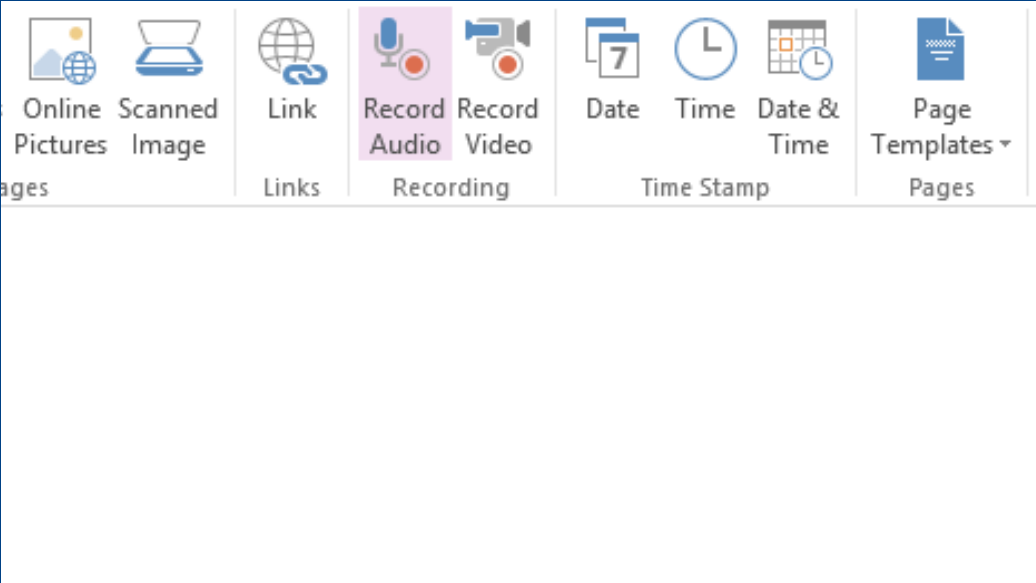 Online Pictures
Scanned Image
Link
Record Audio
Record Video
7
Date
Time
Date & Time
Page Templates
ages
Links
Recording
Time Stamp
Pages